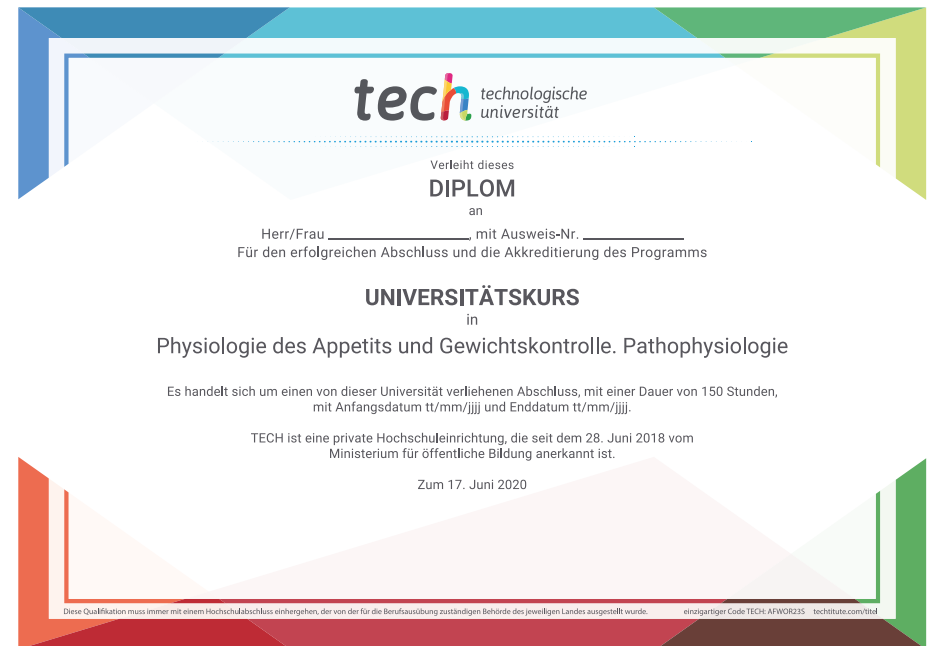 tech technologische
universität
Verleiht dieses
DIPLOM
an
Herr/Frau ____________________, mit Ausweis-Nr. ______________
Für den erfolgreichen Abschluss und die Akkreditierung des Programms
UNIVERSITÄTSKURS
in
Physiologie des Appetits und Gewichtskontrolle. Pathophysiologie
Es handelt sich um einen von dieser Universität verliehenen Abschluss, mit einer Dauer von 150 Stunden,
mit Anfangsdatum tt/mm/jjjj und Enddatum tt/mm/jjjj.
TECH ist eine private Hochschuleinrichtung, die seit dem 28. Juni 2018 vom
Ministerium für öffentliche Bildung anerkannt ist.
Zum 17. Juni 2020
Diese Qualifikation muss immer mit einem Hochschulabschluss einhergehen, der von der für die Berufsausübung zuständigen Behörde des jeweiligen Landes ausgestellt wurde. einzigartiger Code TECH: AFWOR23S techtitute.com/titel